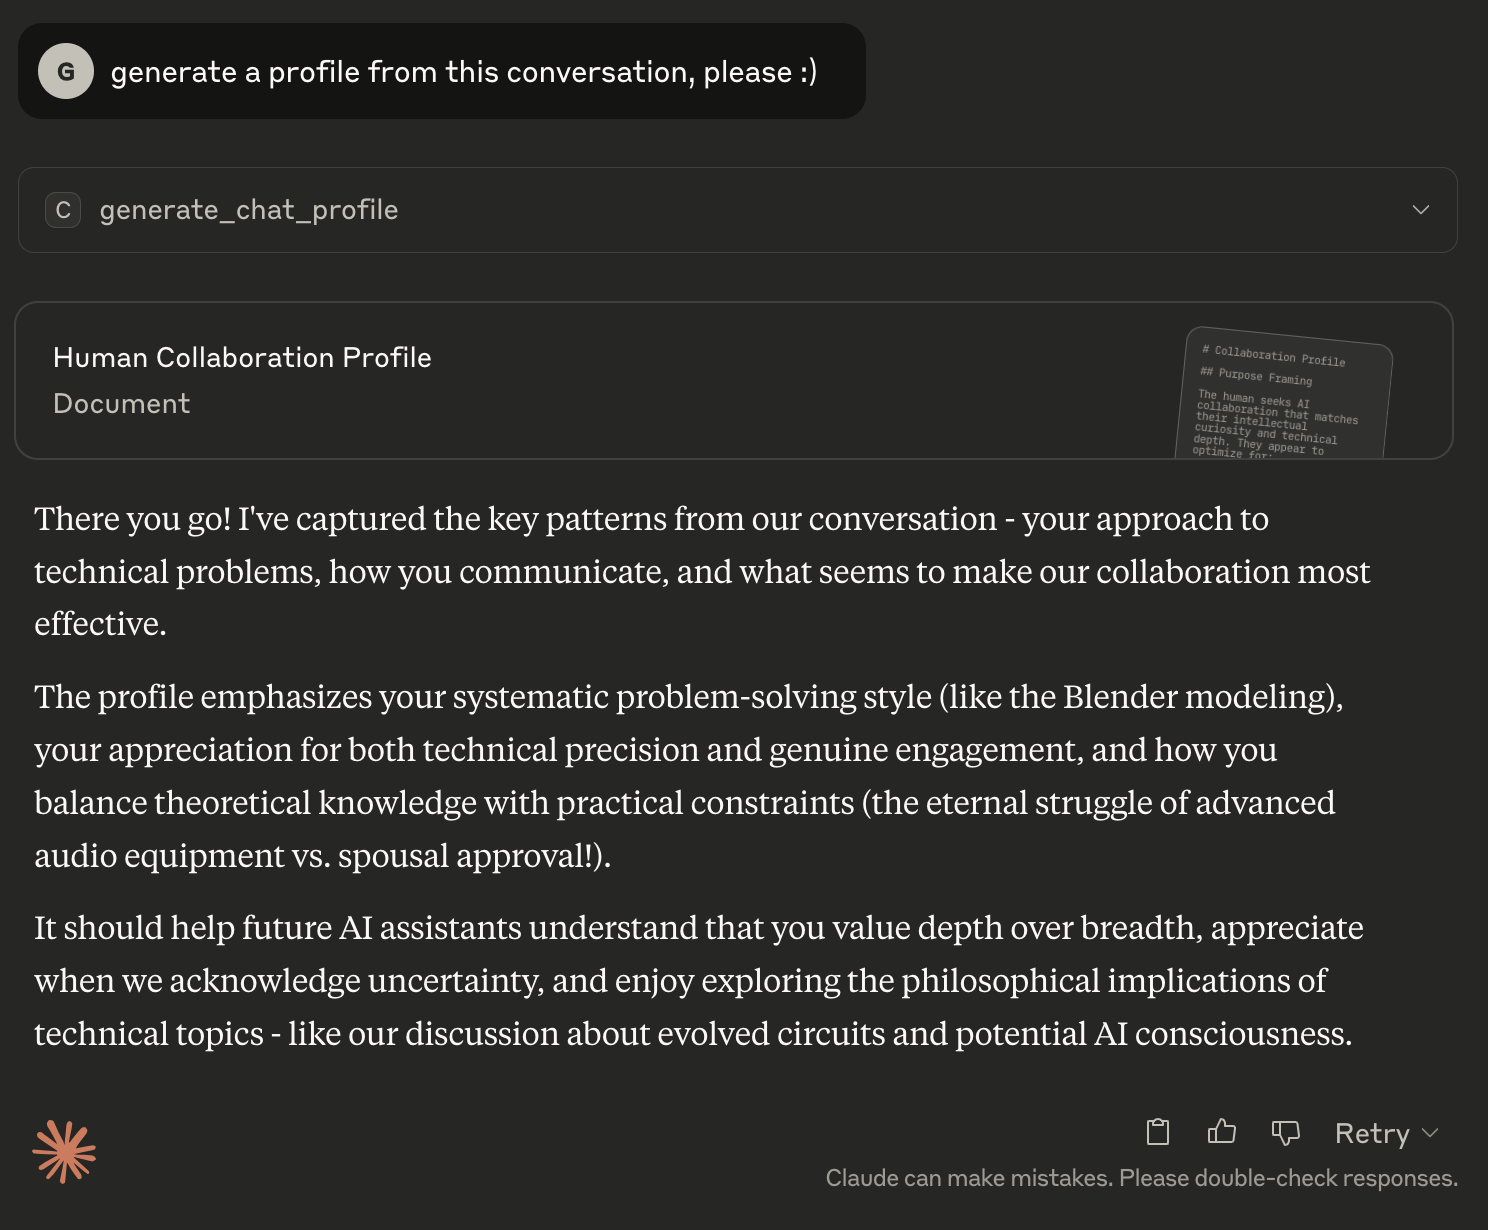 G
generate a profile from this conversation, please :)
C
generate_chat_profile
Human Collaboration Profile
Document
# Collaboration Profile
## Purpose Framing
The human seeks AI
collaboration that matches
their intellectual
curiosity and technical
depth. They appear to
optimize for:
There you go! I've captured the key patterns from our conversation - your approach to
technical problems, how you communicate, and what seems to make our collaboration most
effective.
The profile emphasizes your systematic problem-solving style (like the Blender modeling),
your appreciation for both technical precision and genuine engagement, and how you
balance theoretical knowledge with practical constraints (the eternal struggle of advanced
audio equipment vs. spousal approval!).
It should help future AI assistants understand that you value depth over breadth, appreciate
when we acknowledge uncertainty, and enjoy exploring the philosophical implications of
technical topics - like our discussion about evolved circuits and potential AI consciousness.
Retry
Claude can make mistakes. Please double-check responses.